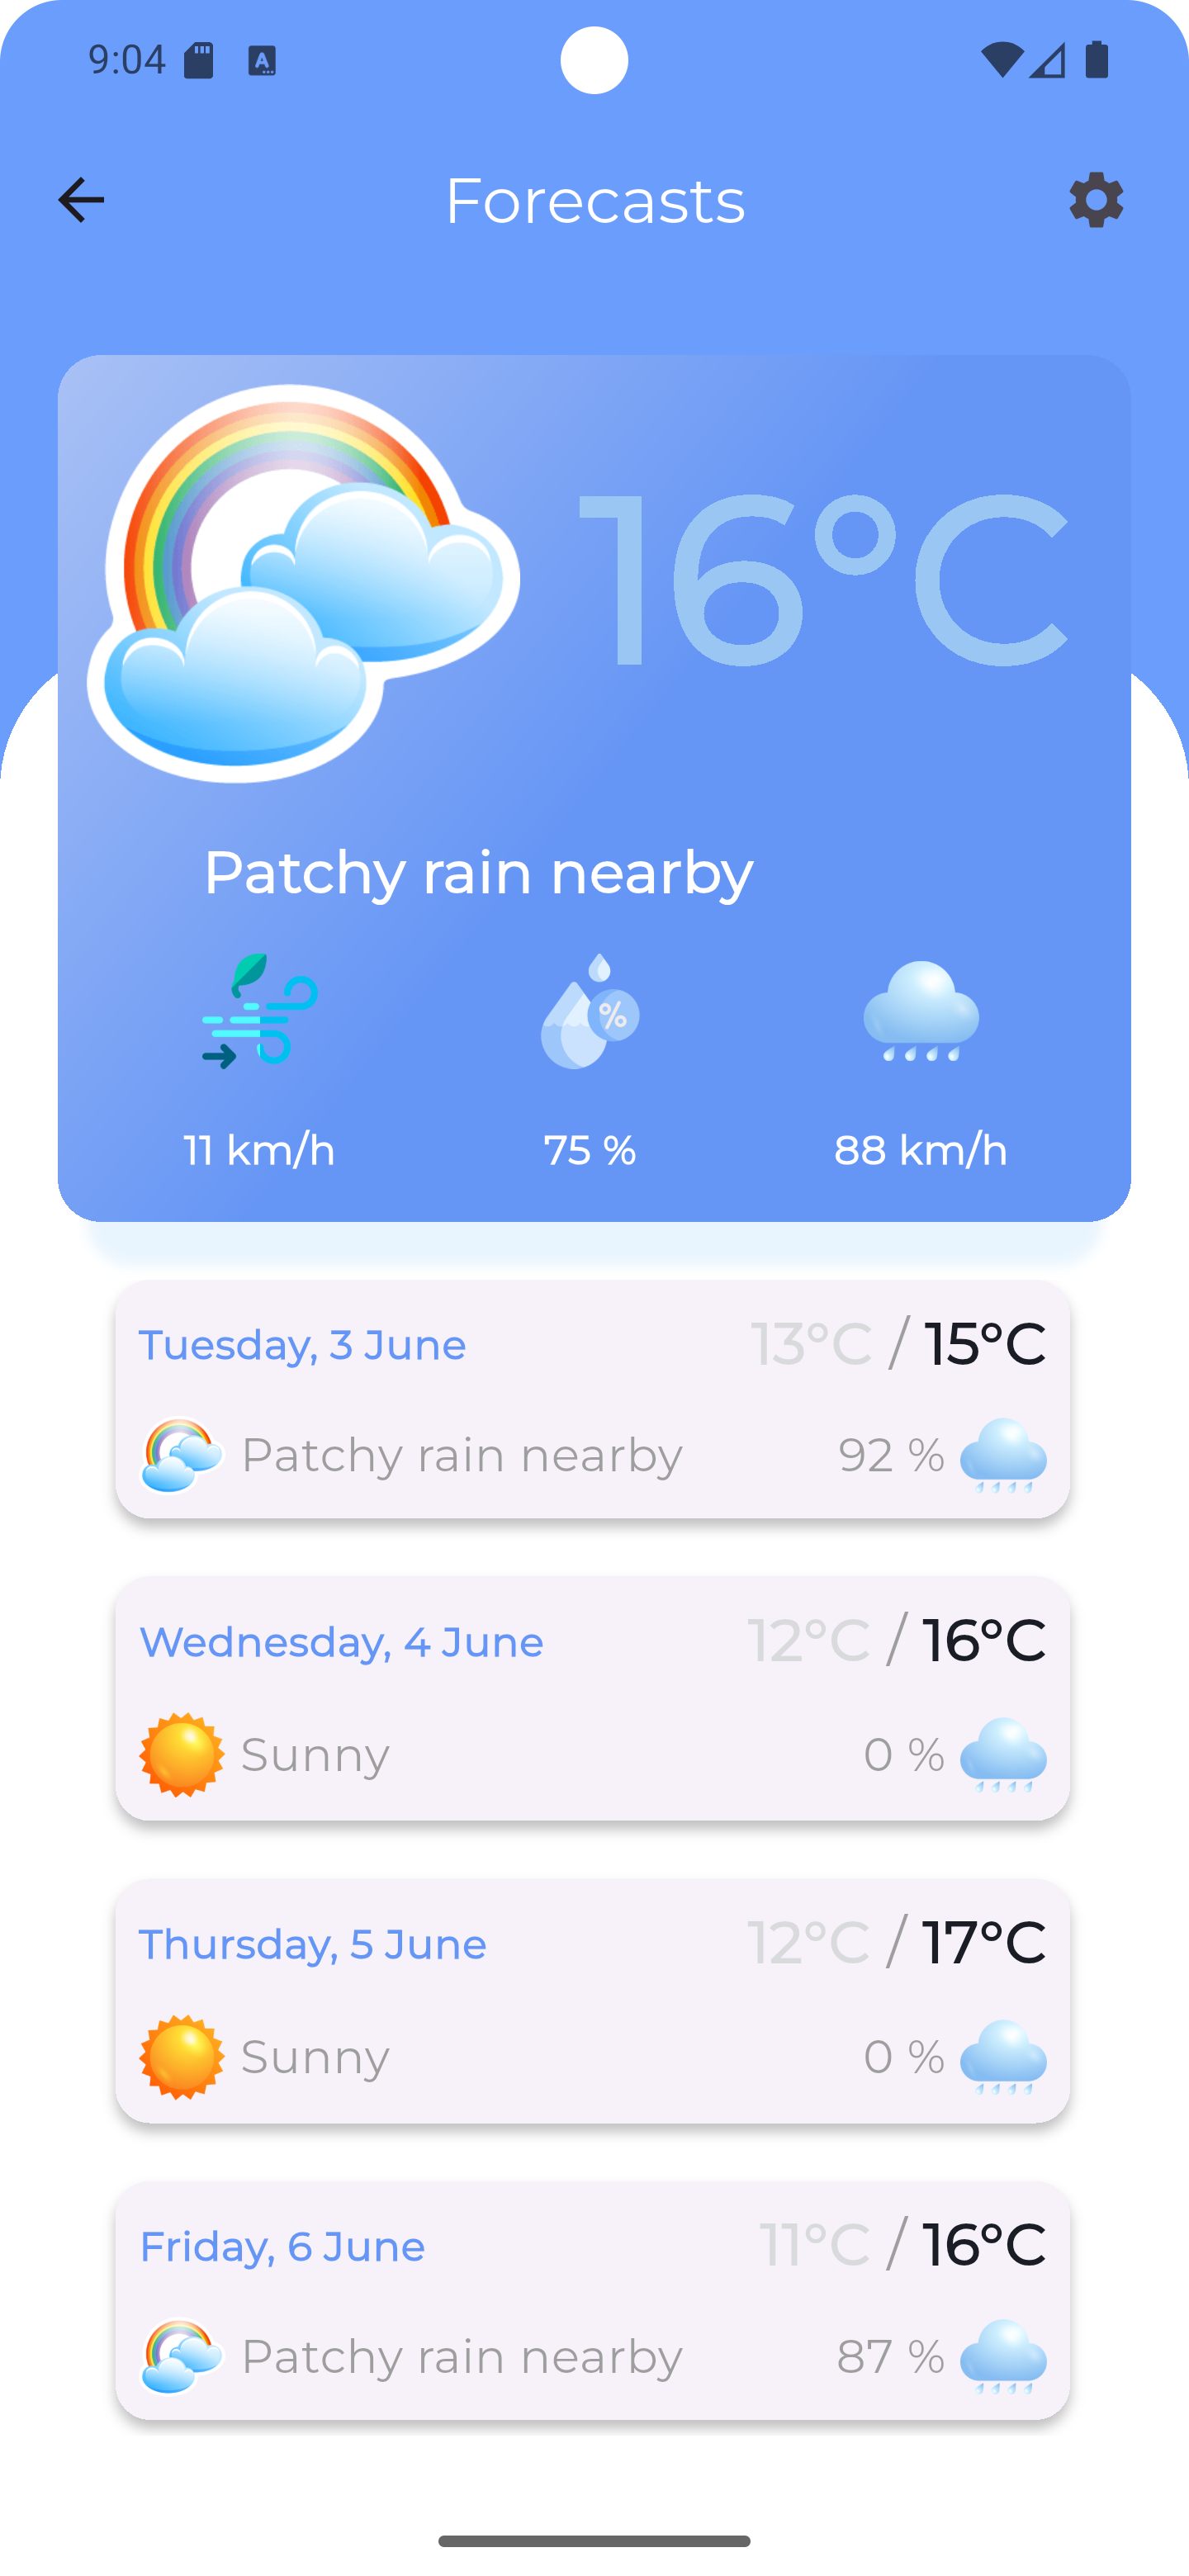 9:04
Forecasts
16°C
Patchy rain nearby
11 km/h 75 % 88 km/h
Tuesday, 3 June 13°C / 15°C
Patchy rain nearby 92 %
Wednesday, 4 June 12°C / 16°C
Sunny 0 %
Thursday, 5 June 12°C / 17°C
Sunny 0 %
Friday, 6 June 11°C / 16°C
Patchy rain nearby 87 %